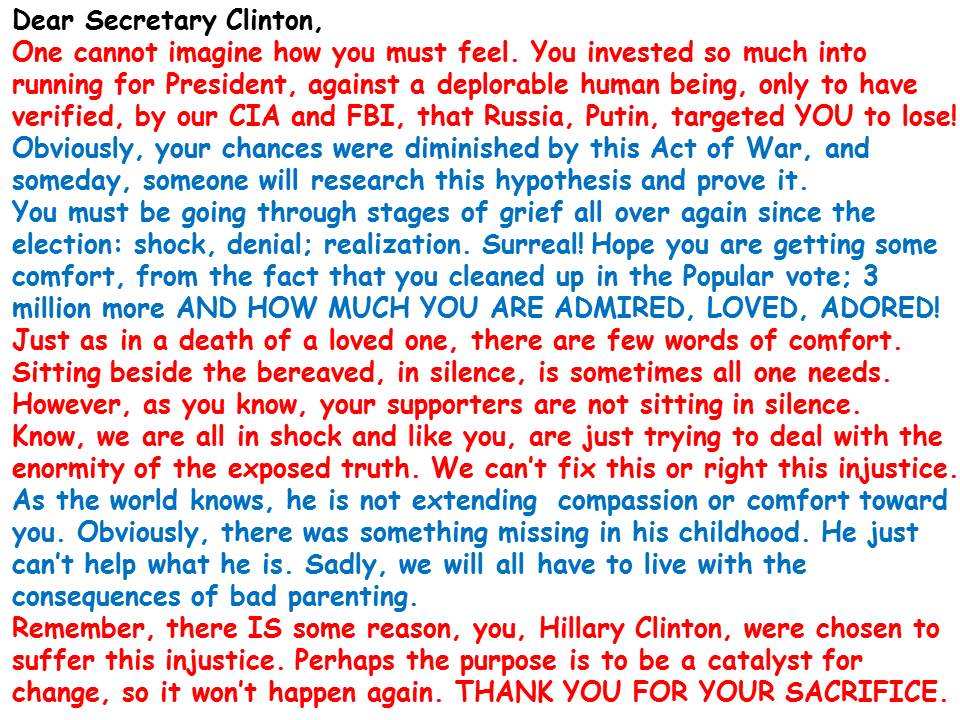 Dear Secretary Clinton,
One cannot imagine how you must feel. You invested so much into
running for President, against a deplorable human being, only to have
verified, by our CIA and FBI, that Russia, Putin, targeted YOU to lose!
Obviously, your chances were diminished by this Act of War, and
someday, someone will research this hypothesis and prove it.
You must be going through stages of grief all over again since the
election: shock, denial; realization. Surreal! Hope you are getting some
comfort, from the fact that you cleaned up in the Popular vote; 3
million more AND HOW MUCH YOU ARE ADMIRED, LOVED, ADORED!
Just as in a death of a loved one, there are few words of comfort.
Sitting beside the bereaved, in silence, is sometimes all one needs.
However, as you know, your supporters are not sitting in silence.
Know, we are all in shock and like you, are just trying to deal with the
enormity of the exposed truth. We can't fix this or right this injustice.
As the world knows, he is not extending  compassion or comfort toward
you. Obviously, there was something missing in his childhood. He just
can't help what he is. Sadly, we will all have to live with the
consequences of bad parenting.
Remember, there IS some reason, you, Hillary Clinton, were chosen to
suffer this injustice. Perhaps the purpose is to be a catalyst for
change, so it won't happen again. THANK YOU FOR YOUR SACRIFICE.